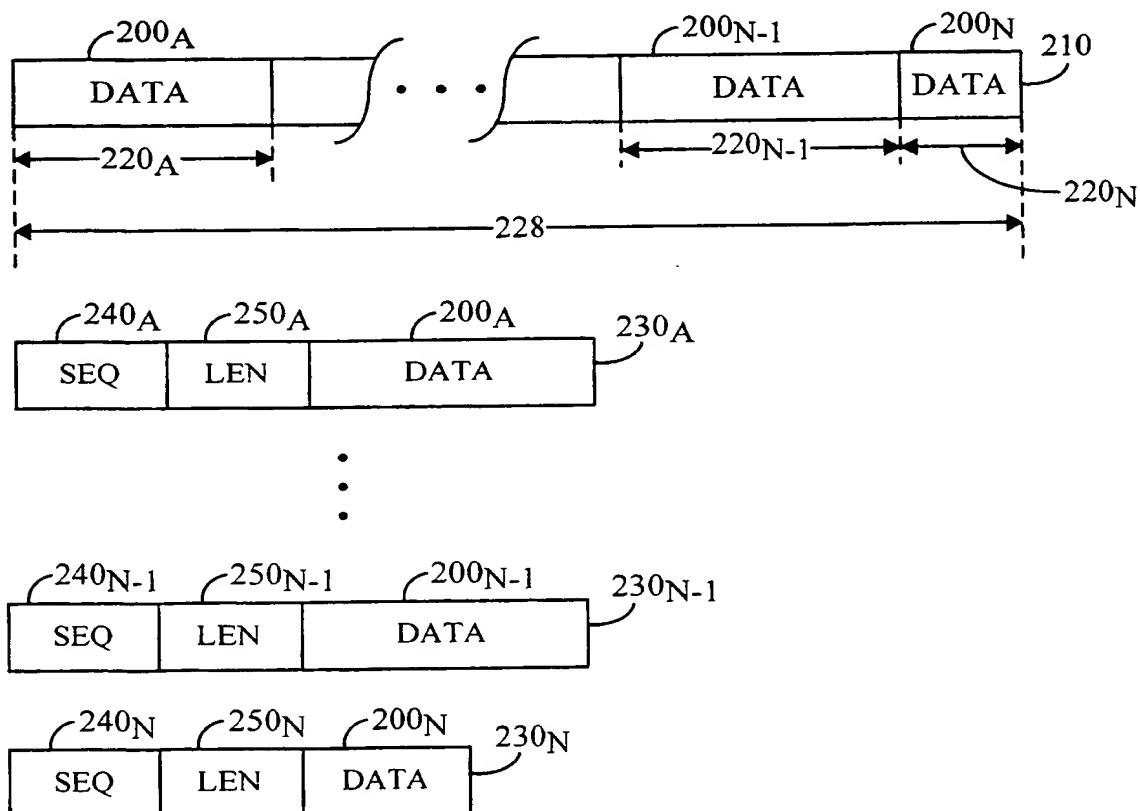 200A 200N-1 200N
DATA DATA DATA 210
220A 220N-1 220N
228
240A 250A 200A 230A
SEQ LEN DATA
240N-1 250N-1 200N-1 230N-1
SEQ LEN DATA
240N 250N 200N 230N
SEQ LEN DATA